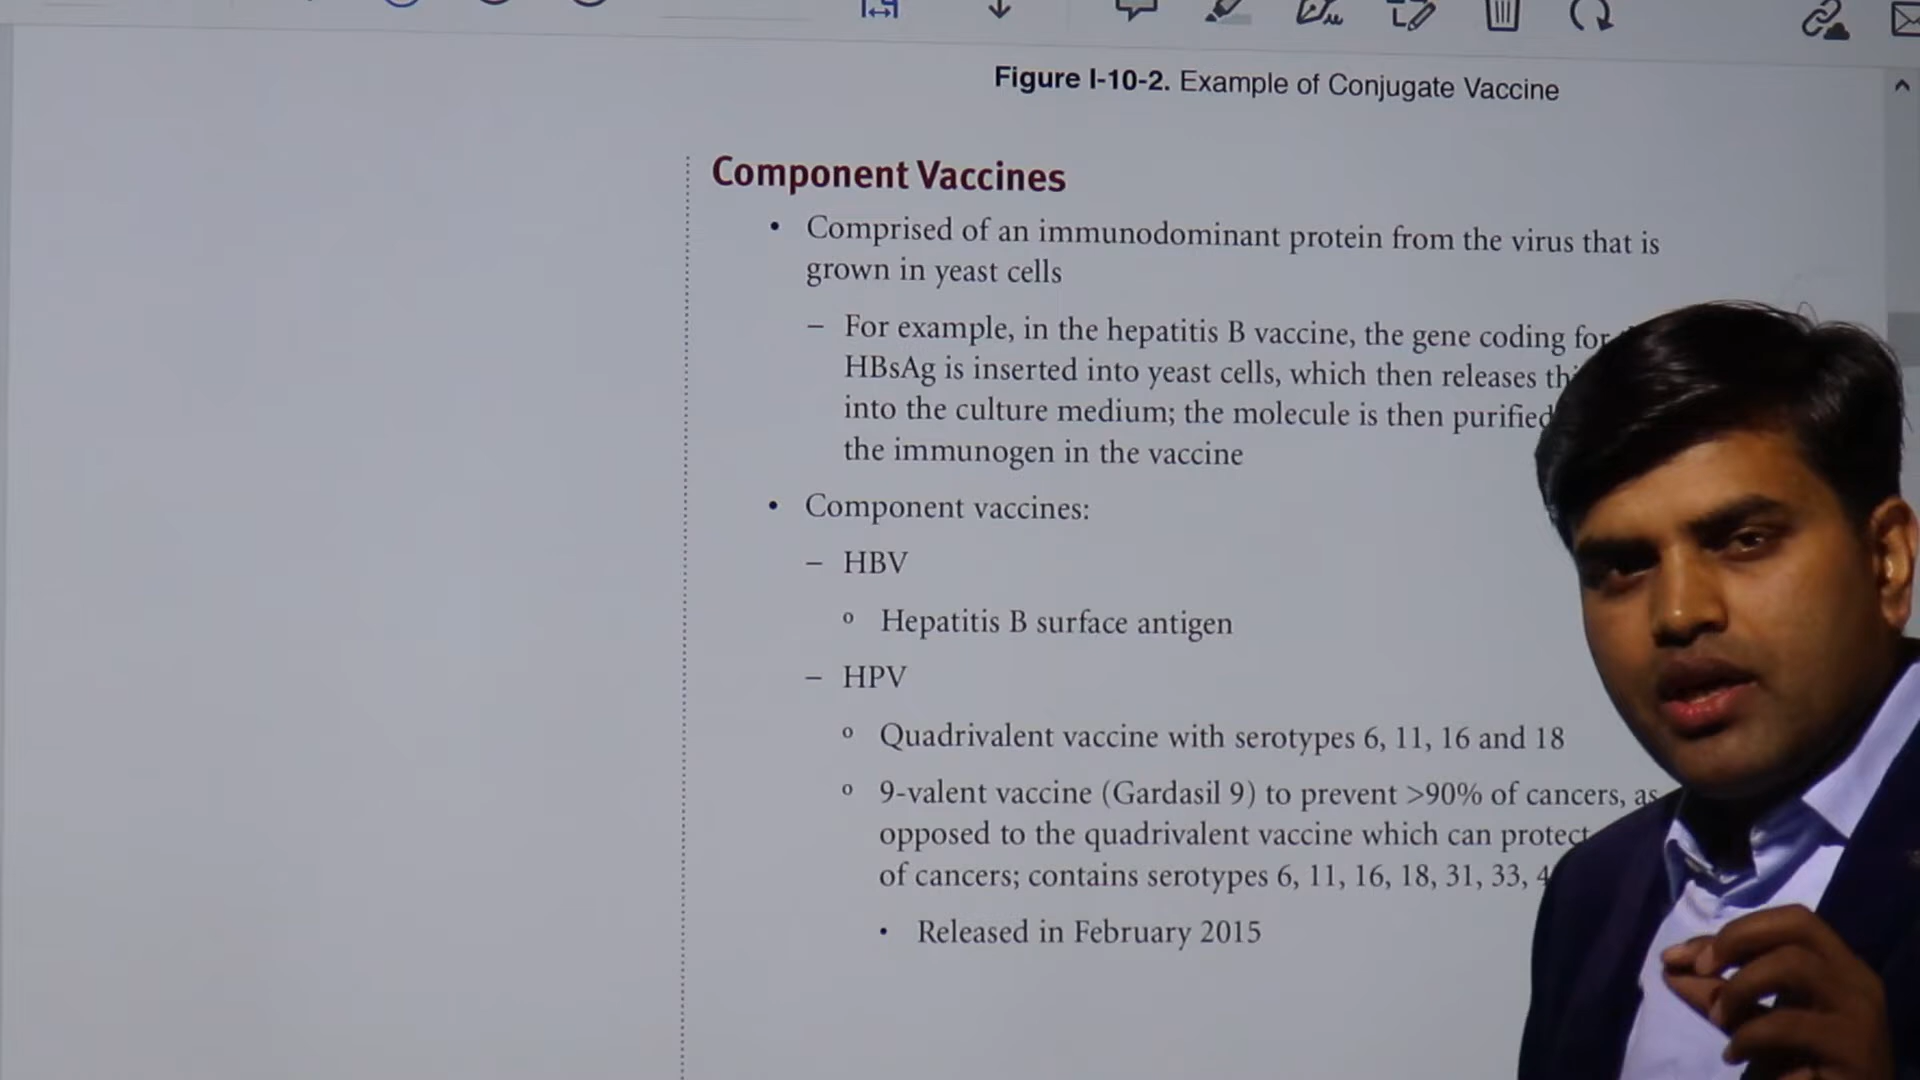 Figure I-10-2. Example of Conjugate Vaccine
Component Vaccines
• Comprised of an immunodominant protein from the virus that is
grown in yeast cells
– For example, in the hepatitis B vaccine, the gene coding for
HBsAg is inserted into yeast cells, which then releases
into the culture medium; the molecule is then purified
the immunogen in the vaccine
• Component vaccines:
– HBV
o Hepatitis B surface antigen
– HPV
o Quadrivalent vaccine with serotypes 6, 11, 16 and 18
o 9-valent vaccine (Gardasil 9) to prevent >90% of cancers, as
opposed to the quadrivalent vaccine which can protect
of cancers; contains serotypes 6, 11, 16, 18, 31, 33,
• Released in February 2015